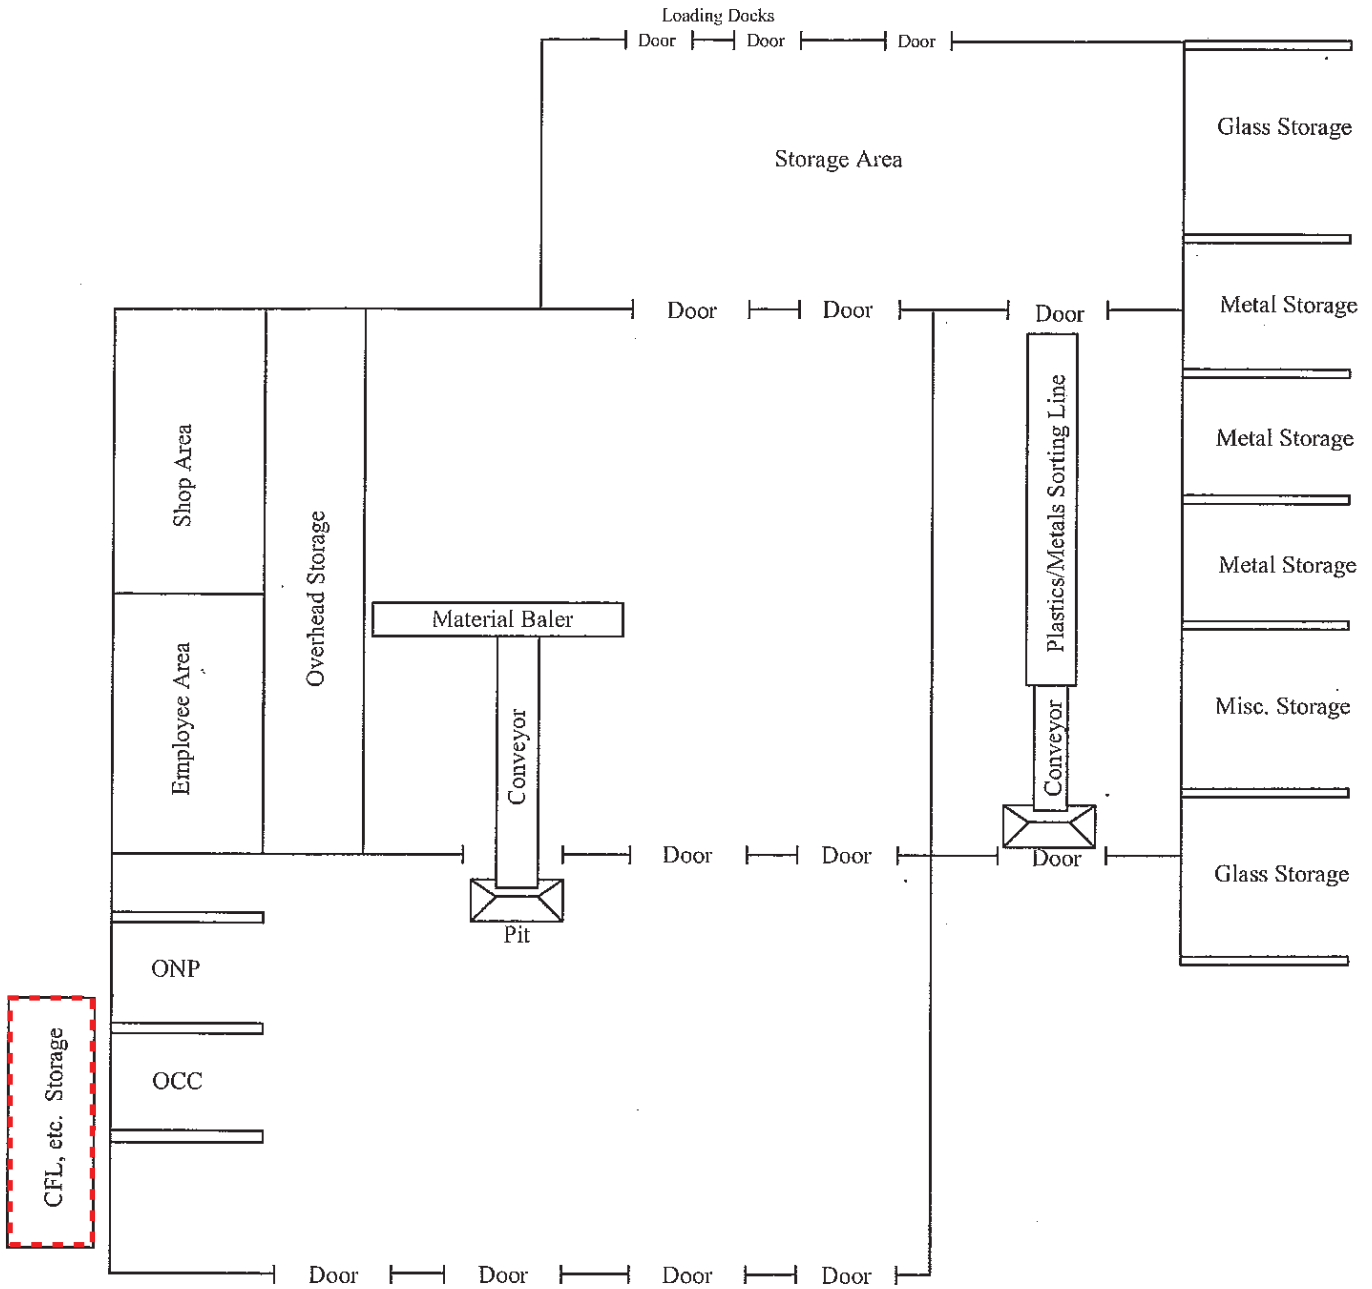 Loading Docks
Door
Door
Door
Glass Storage
Storage Area
Metal Storage
Door
Door
Door
Shop Area
Overhead Storage
Plastics/Metals Sorting Line
Metal Storage
Metal Storage
Material Baler
Employee Area
Conveyor
Conveyor
Misc. Storage
Door
Door
Door
Glass Storage
Pit
ONP
OCC
CFL, etc. Storage
Door
Door
Door
Door